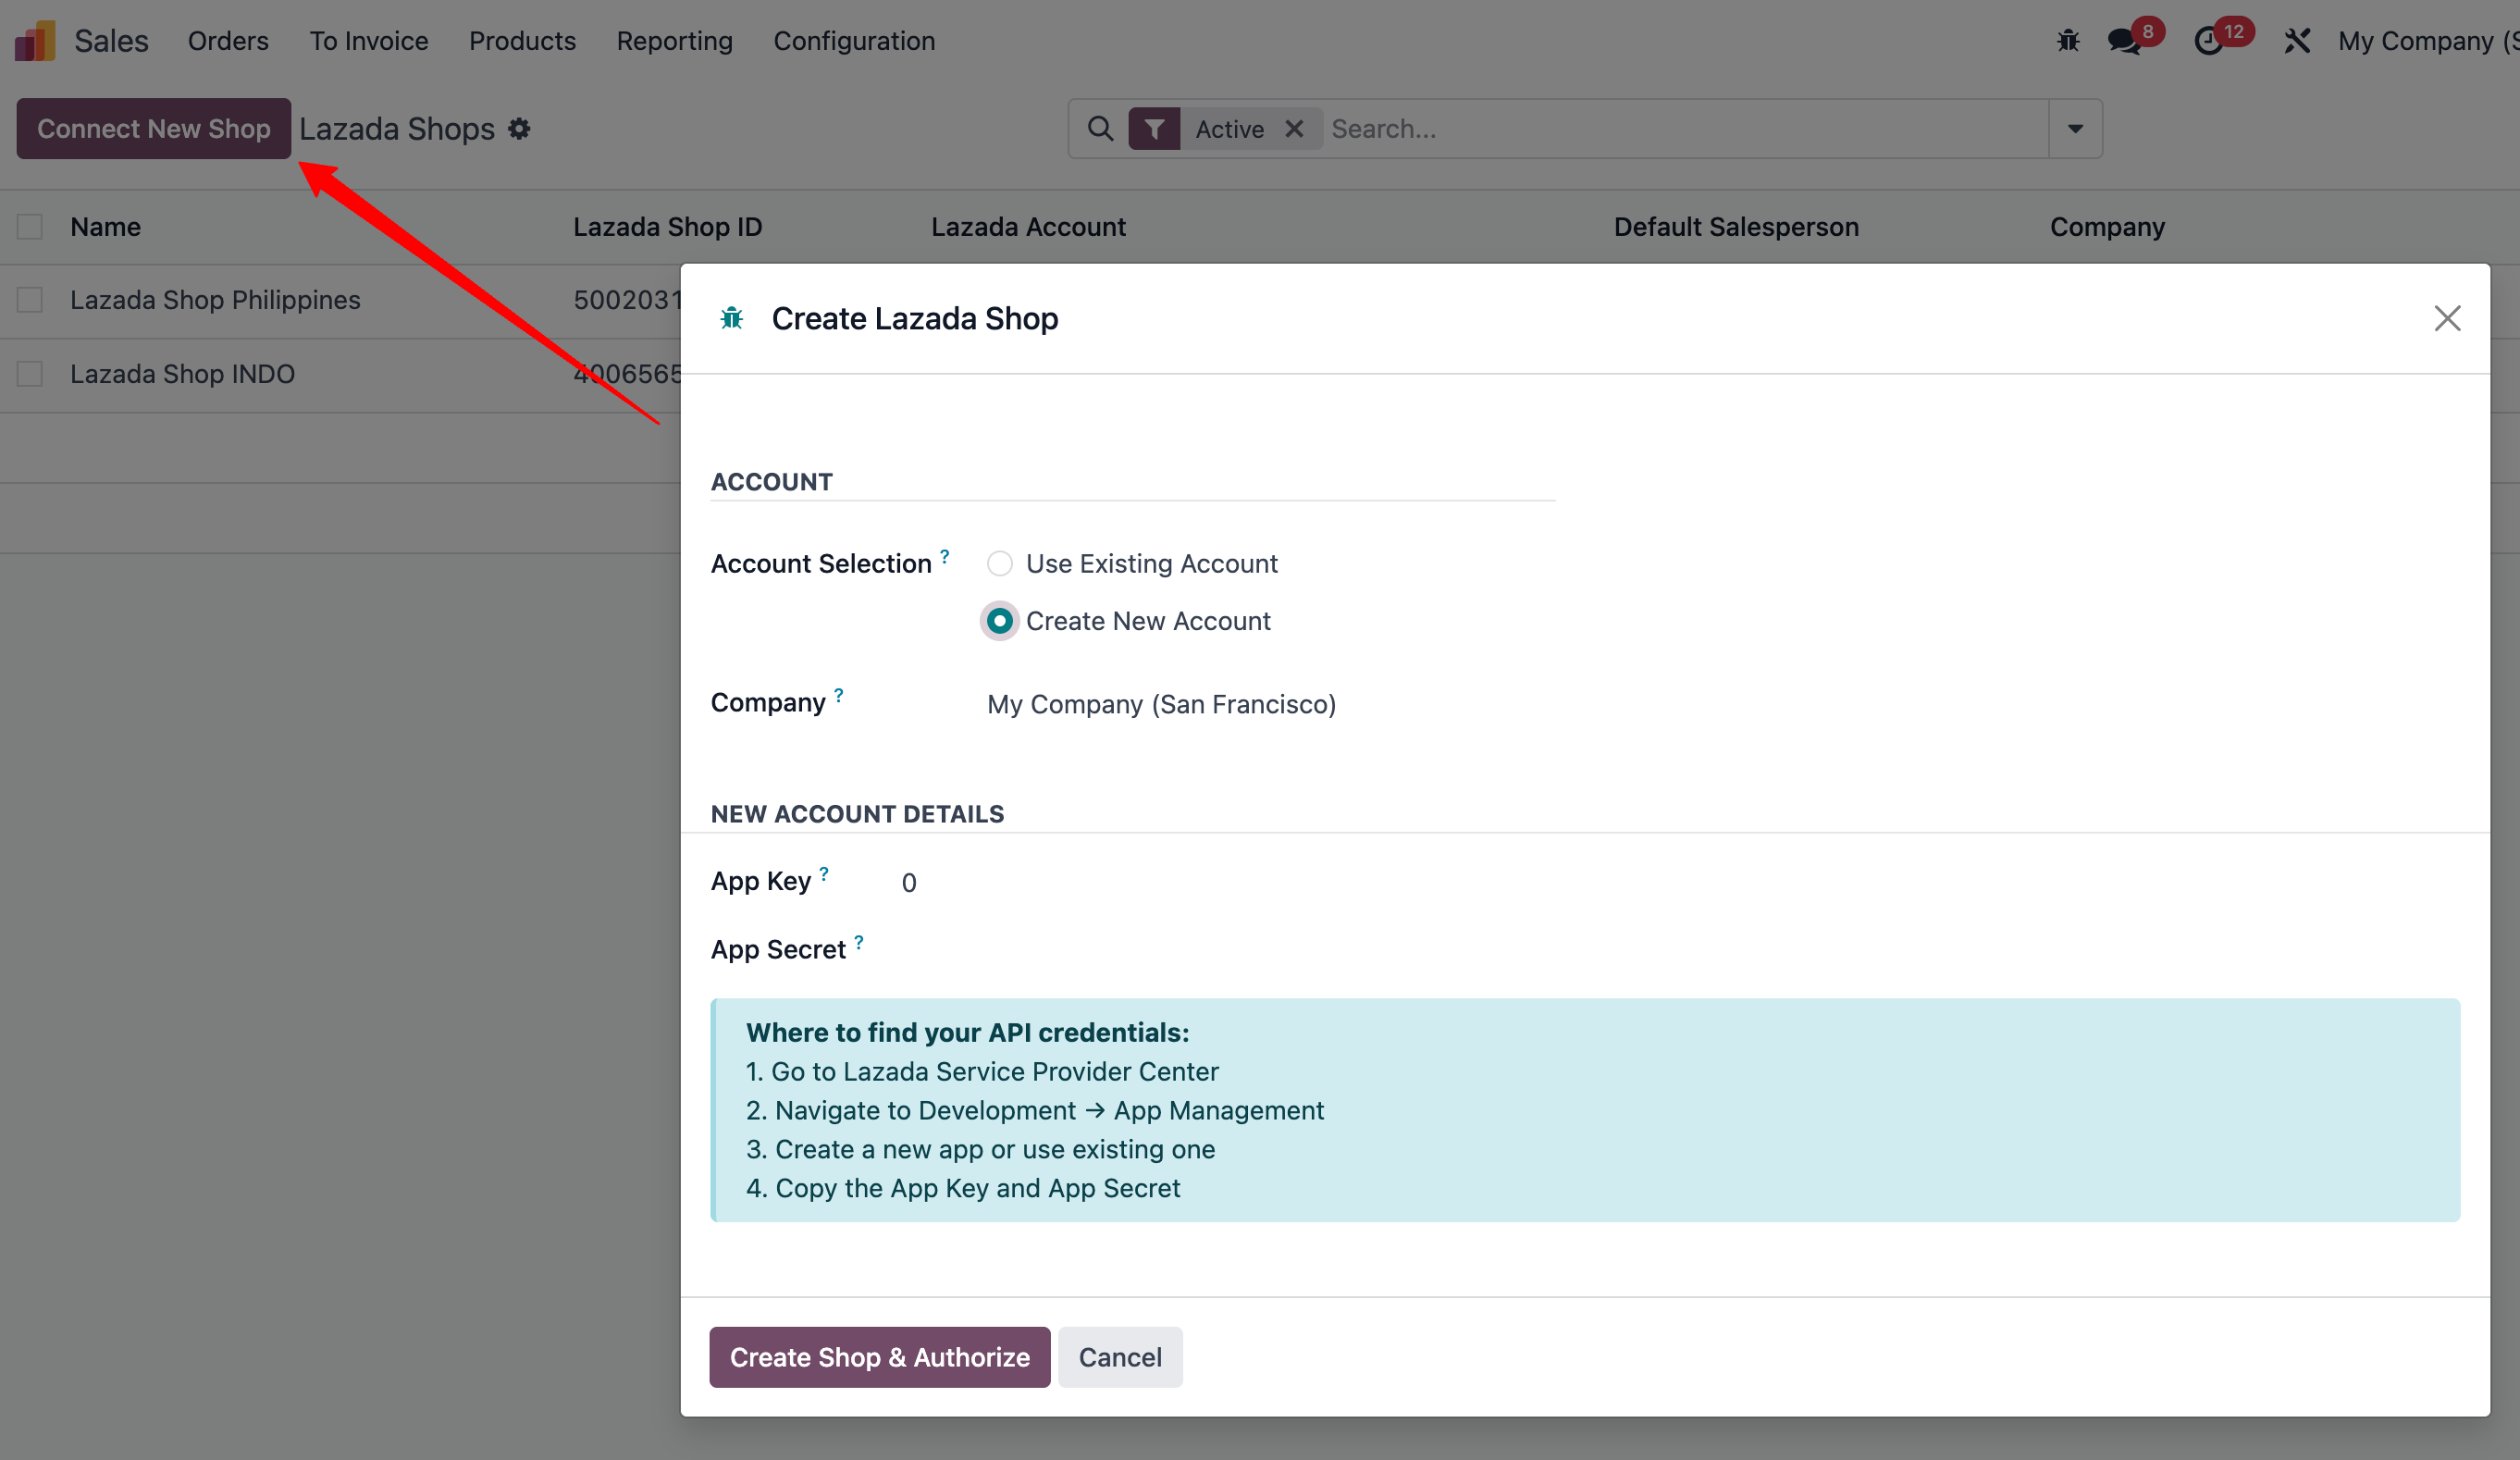 Sales Orders To Invoice Products Reporting Configuration 8 12 My Company (S
Connect New Shop Lazada Shops Active Search...
Name Lazada Shop ID Lazada Account Default Salesperson Company
Lazada Shop Philippines 5002031
Lazada Shop INDO 4006565
Create Lazada Shop
ACCOUNT
Account Selection ? Use Existing Account
Create New Account
Company ? My Company (San Francisco)
NEW ACCOUNT DETAILS
App Key ? 0
App Secret ?
Where to find your API credentials:
1. Go to Lazada Service Provider Center
2. Navigate to Development → App Management
3. Create a new app or use existing one
4. Copy the App Key and App Secret
Create Shop & Authorize Cancel